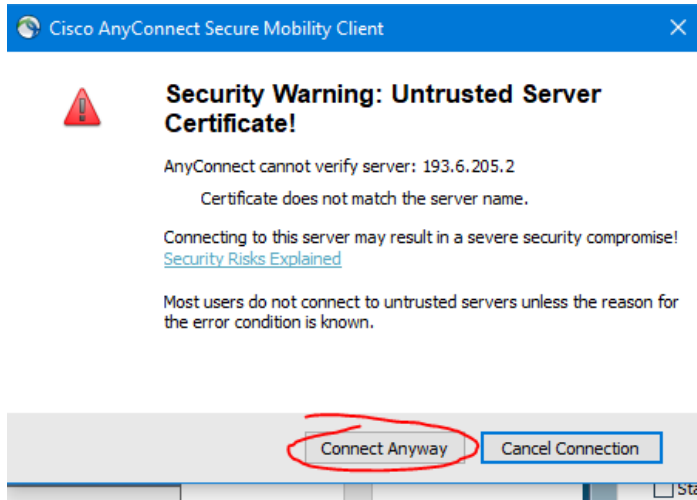 Cisco AnyConnect Secure Mobility Client
Security Warning: Untrusted Server
Certificate!
AnyConnect cannot verify server: 193.6.205.2
Certificate does not match the server name.
Connecting to this server may result in a severe security compromise!
Security Risks Explained
Most users do not connect to untrusted servers unless the reason for
the error condition is known.
Connect Anyway
Cancel Connection